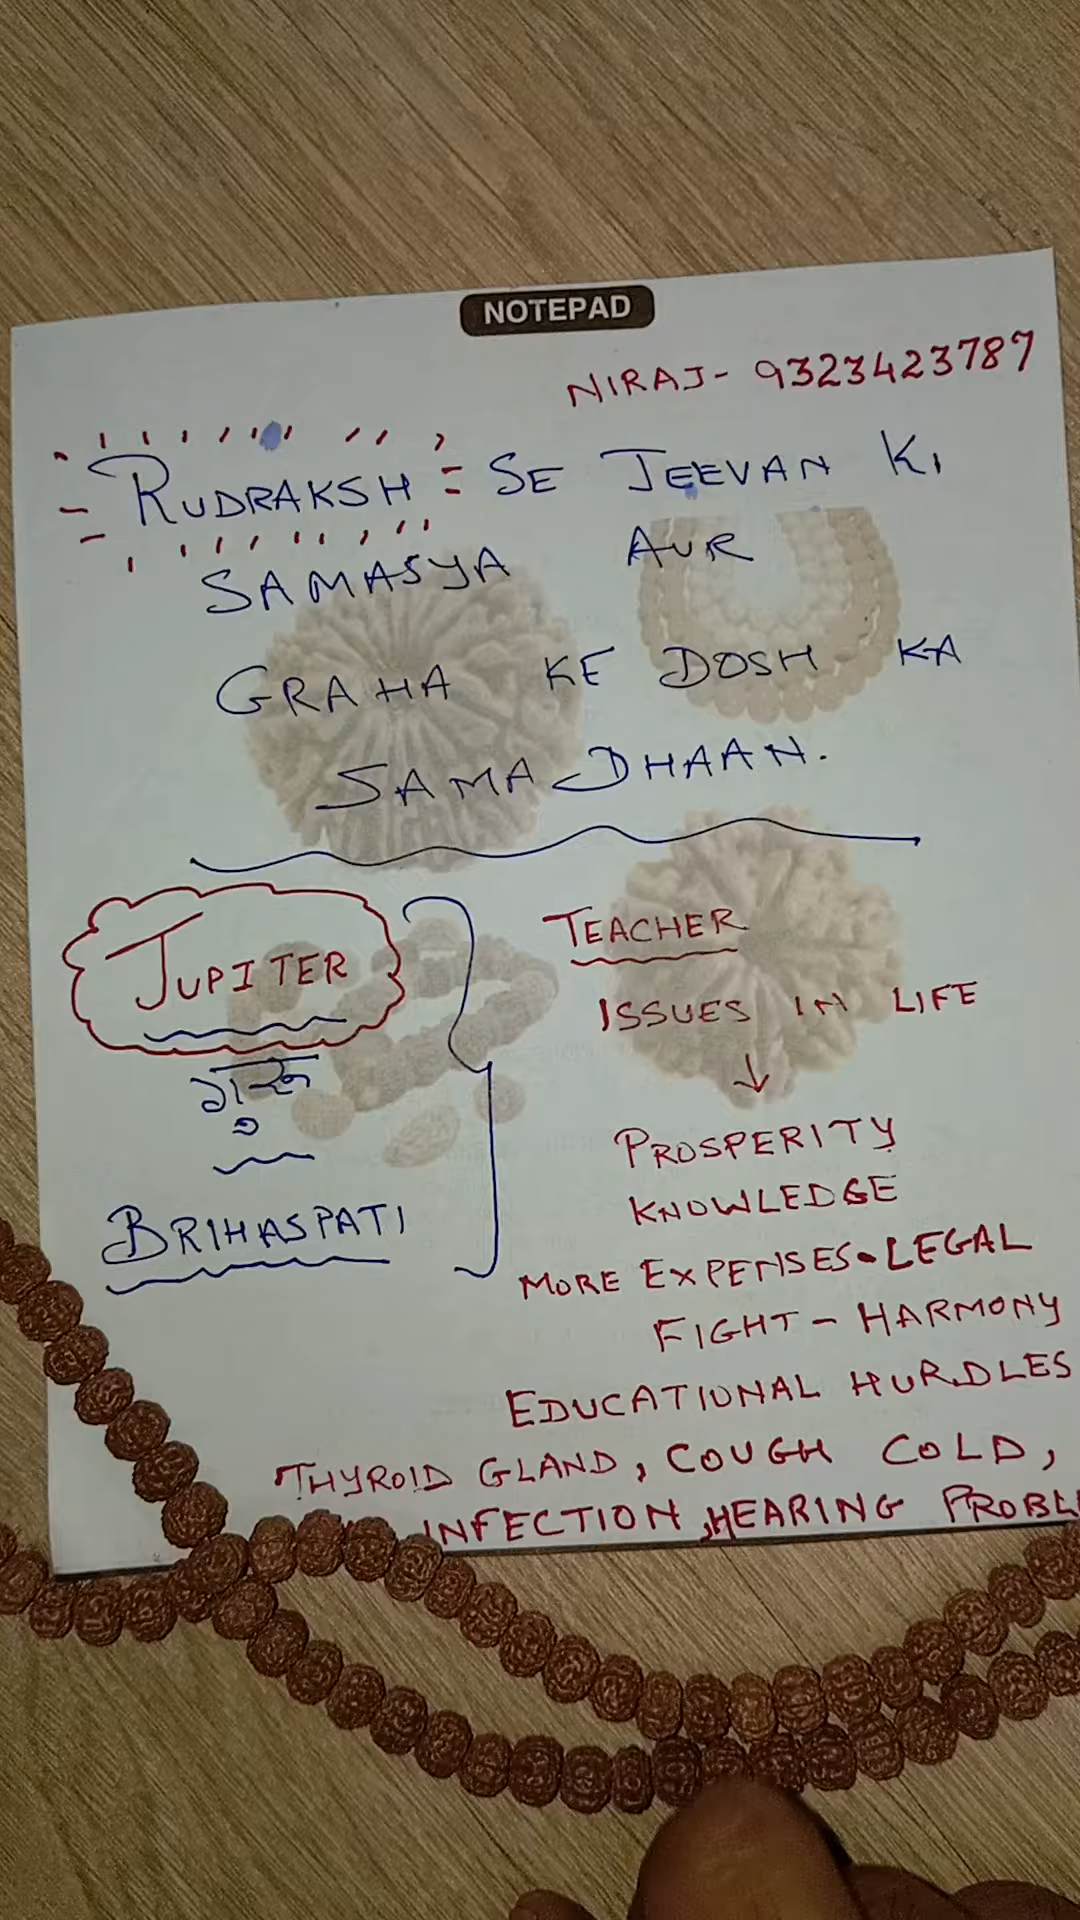 NOTEPAD
NIRAJ- 9323423787
RUDRAKSH SE JEEVAN KI
SAMASYA AUR
GRAHA KE DOSH KA
SAMADHAAN.
JUPITER
BRIHASPATI
TEACHER
ISSUES IN LIFE
↓
PROSPERITY
KNOWLEDGE
MORE EXPENSES-LEGAL
FIGHT - HARMONY
EDUCATIONAL HURDLES
THYROID GLAND, COUGH COLD,
INFECTION, HEARING PROBL